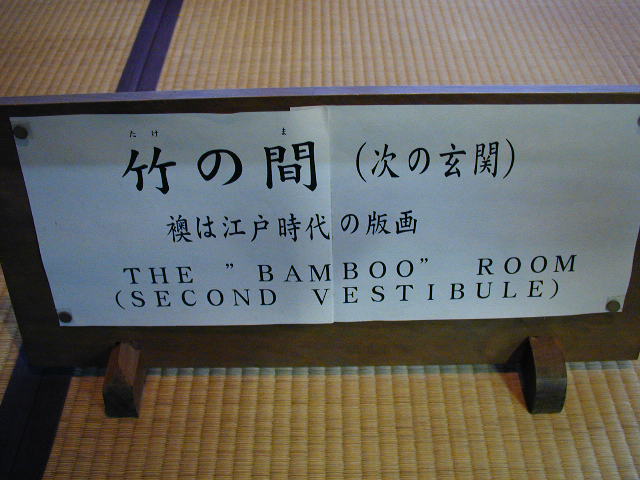 たけ ま
竹の間 (次の玄関)
襖は江戸時代の版画
THE "BAMBOO" ROOM
(SECOND VESTIBULE)